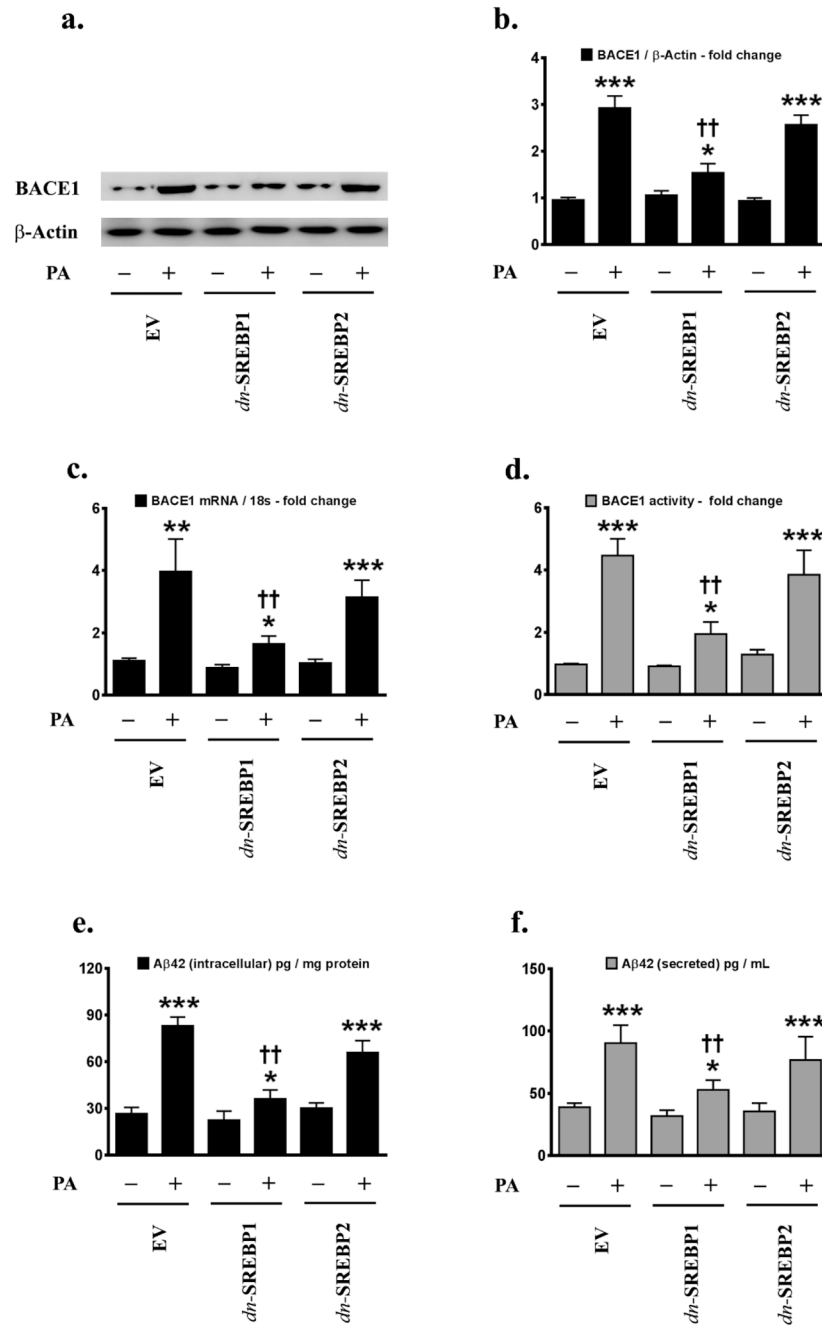 a.
BACE1
β-Actin
PA – + – + – +
EV
dn-SREBP1
dn-SREBP2
b.
BACE1 / β-Actin - fold change
4
3
2
1
0
***
††
*
***
PA – + – + – +
EV
dn-SREBP1
dn-SREBP2
c.
BACE1 mRNA / 18s - fold change
6
4
2
0
**
††
*
***
PA – + – + – +
EV
dn-SREBP1
dn-SREBP2
d.
BACE1 activity - fold change
6
4
2
0
***
††
*
***
PA – + – + – +
EV
dn-SREBP1
dn-SREBP2
e.
Aβ42 (intracellular) pg / mg protein
120
90
60
30
0
***
††
*
***
PA – + – + – +
EV
dn-SREBP1
dn-SREBP2
f.
Aβ42 (secreted) pg / mL
150
100
50
0
***
††
*
***
PA – + – + – +
EV
dn-SREBP1
dn-SREBP2